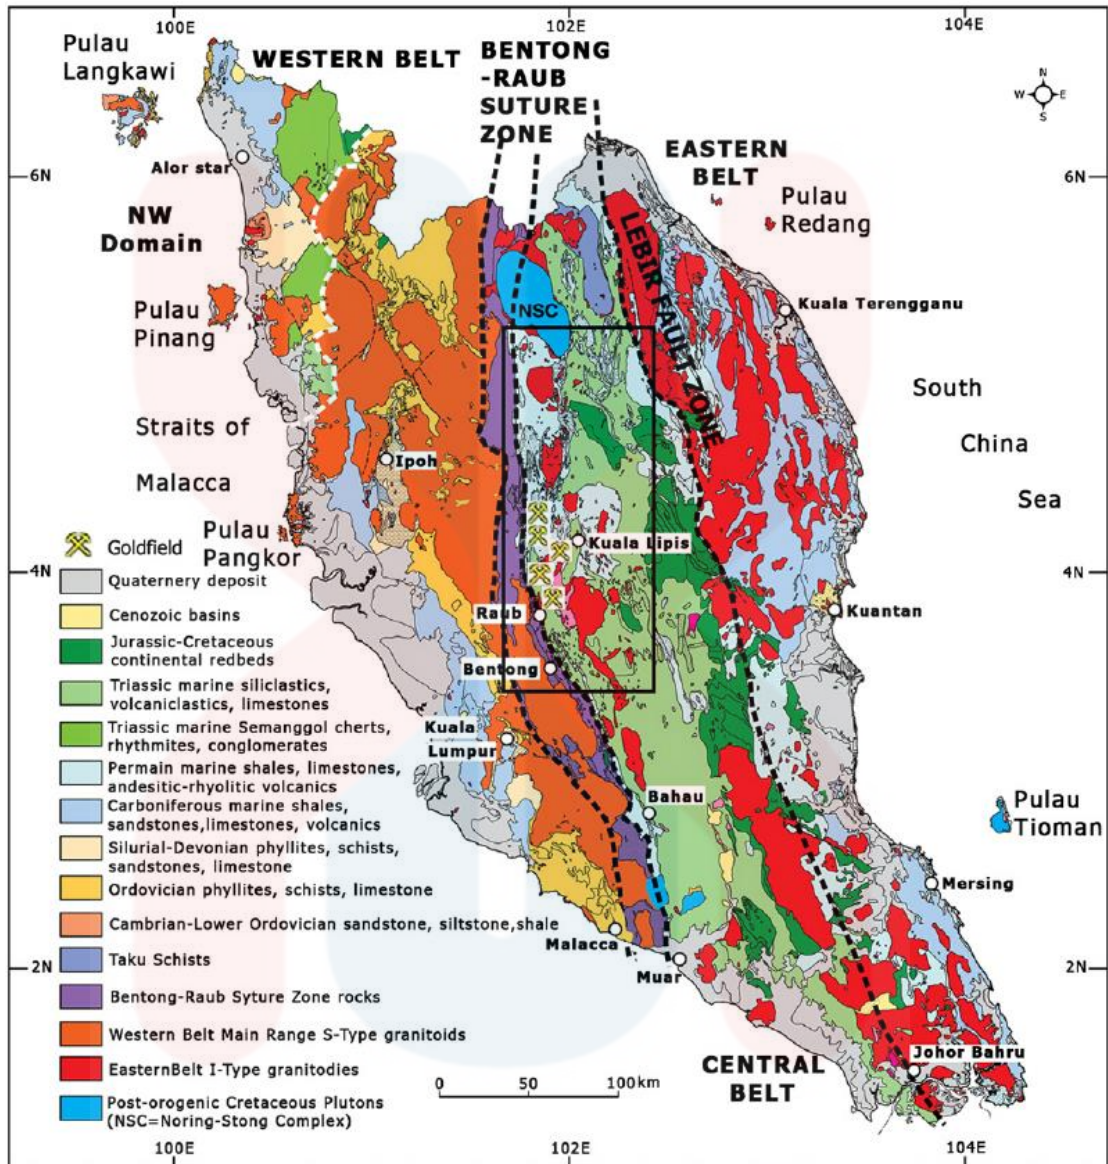 100E
102E
104E
Pulau
Langkawi
WESTERN BELT
BENTONG
-RAUB
SUTURE
ZONE
N
W
E
S
Alor star
6N
6N
EASTERN
BELT
Pulau
Redang
NW
Domain
LEBIR FAULT ZONE
NSC
Kuala Terengganu
Pulau
Pinang
South
China
Sea
Straits of
Malacca
Ipoh
Pulau
Pangkor
Kuala Lipis
4N
4N
Raub
Kuantan
Bentong
Kuala
Lumpur
Bahau
Pulau
Tioman
Mersing
Malacca
Muar
2N
2N
CENTRAL
BELT
Johor Bahru
Goldfield
Quaternery deposit
Cenozoic basins
Jurassic-Cretaceous
continental redbeds
Triassic marine siliclastics,
volcaniclastics, limestones
Triassic marine Semanggol cherts,
rhythmites, conglomerates
Permain marine shales, limestones,
andesitic-rhyolitic volcanics
Carboniferous marine shales,
sandstones,limestones, volcanics
Silurial-Devonian phyllites, schists,
sandstones, limestone
Ordovician phyllites, schists, limestone
Cambrian-Lower Ordovician sandstone, siltstone,shale
Taku Schists
Bentong-Raub Syture Zone rocks
Western Belt Main Range S-Type granitoids
EasternBelt I-Type granitodies
Post-orogenic Cretaceous Plutons
(NSC=Noring-Stong Complex)
0
50
100km
100E
102E
104E